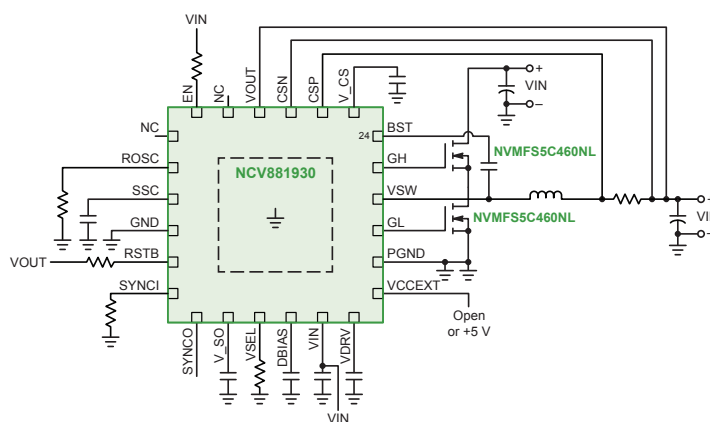 VIN
EN
NC
VOUT
CSN
CSP
V_CS
+
VIN
–
NC
24
BST
NVMFS5C460NL
ROSC
NCV881930
GH
SSC
VSW
NVMFS5C460NL
+
VI
–
GND
GL
VOUT
RSTB
PGND
SYNCI
VCCEXT
Open
or +5 V
SYNCO
V_SO
VSEL
DBIAS
VIN
VDRV
VIN